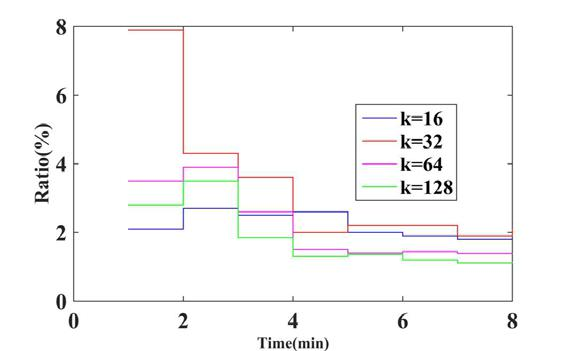 8
6
4
2
0
Ratio(%)
k=16
k=32
k=64
k=128
0 2 4 6 8
Time(min)